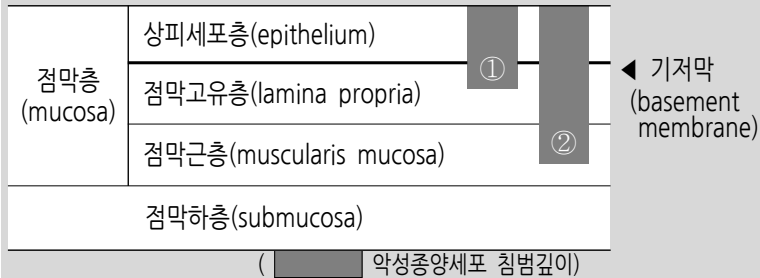 점막층
(mucosa)
상피세포층(epithelium)
점막고유층(lamina propria)
점막근층(muscularis mucosa)
점막하층(submucosa)
①
②
◀ 기저막
(basement
membrane)
( 악성종양세포 침범깊이)